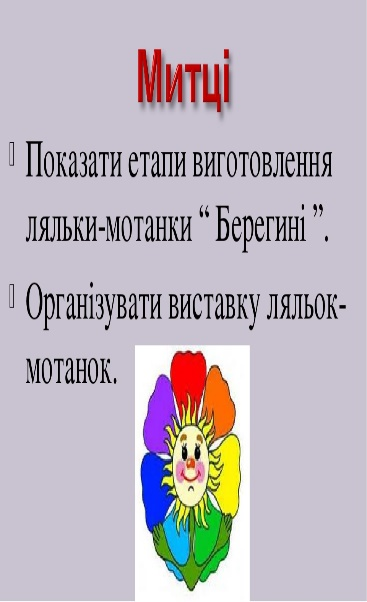 Митці
Показати етапи виготовлення
ляльки-мотанки “ Берегині ”.
Організувати виставку ляльок-
мотанок.